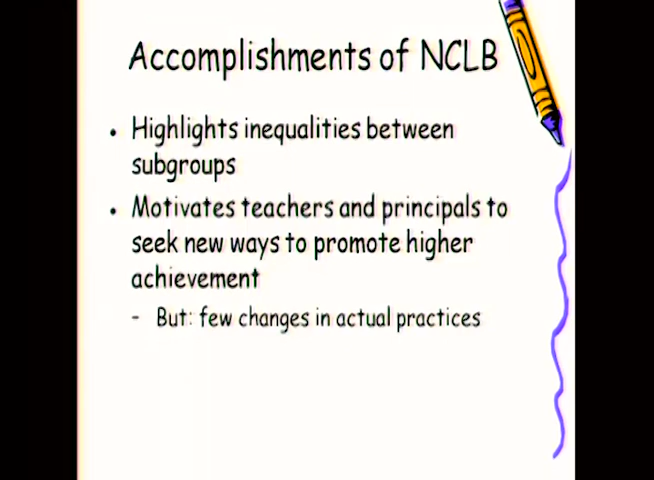 Accomplishments of NCLB
• Highlights inequalities between
subgroups
• Motivates teachers and principals to
seek new ways to promote higher
achievement
- But: few changes in actual practices